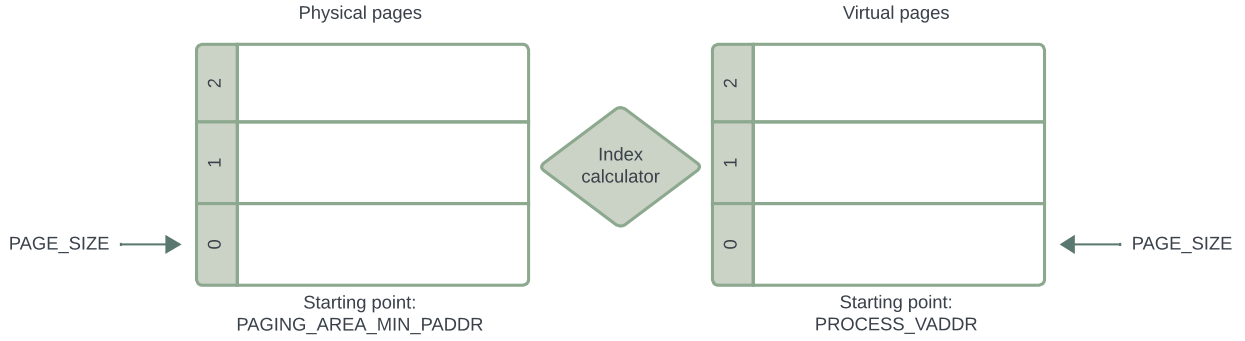 Physical pages
Virtual pages
2
2
Index
calculator
1
1
PAGE_SIZE
0
0
PAGE_SIZE
Starting point:
PAGING_AREA_MIN_PADDR
Starting point:
PROCESS_VADDR